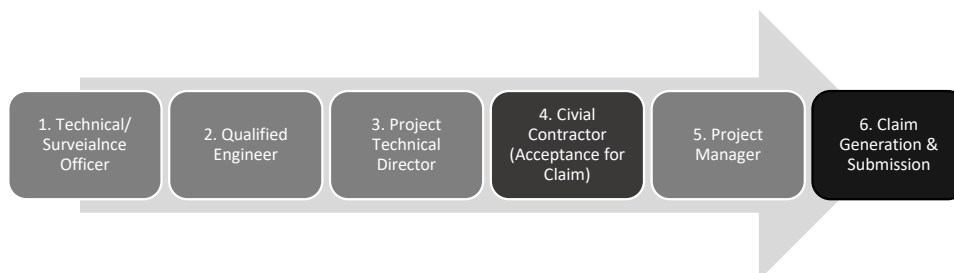 1. Technical/
Surveialnce
Officer
2. Qualified
Engineer
3. Project
Technical
Director
4. Civial
Contractor
(Acceptance for
Claim)
5. Project
Manager
6. Claim
Generation &
Submission